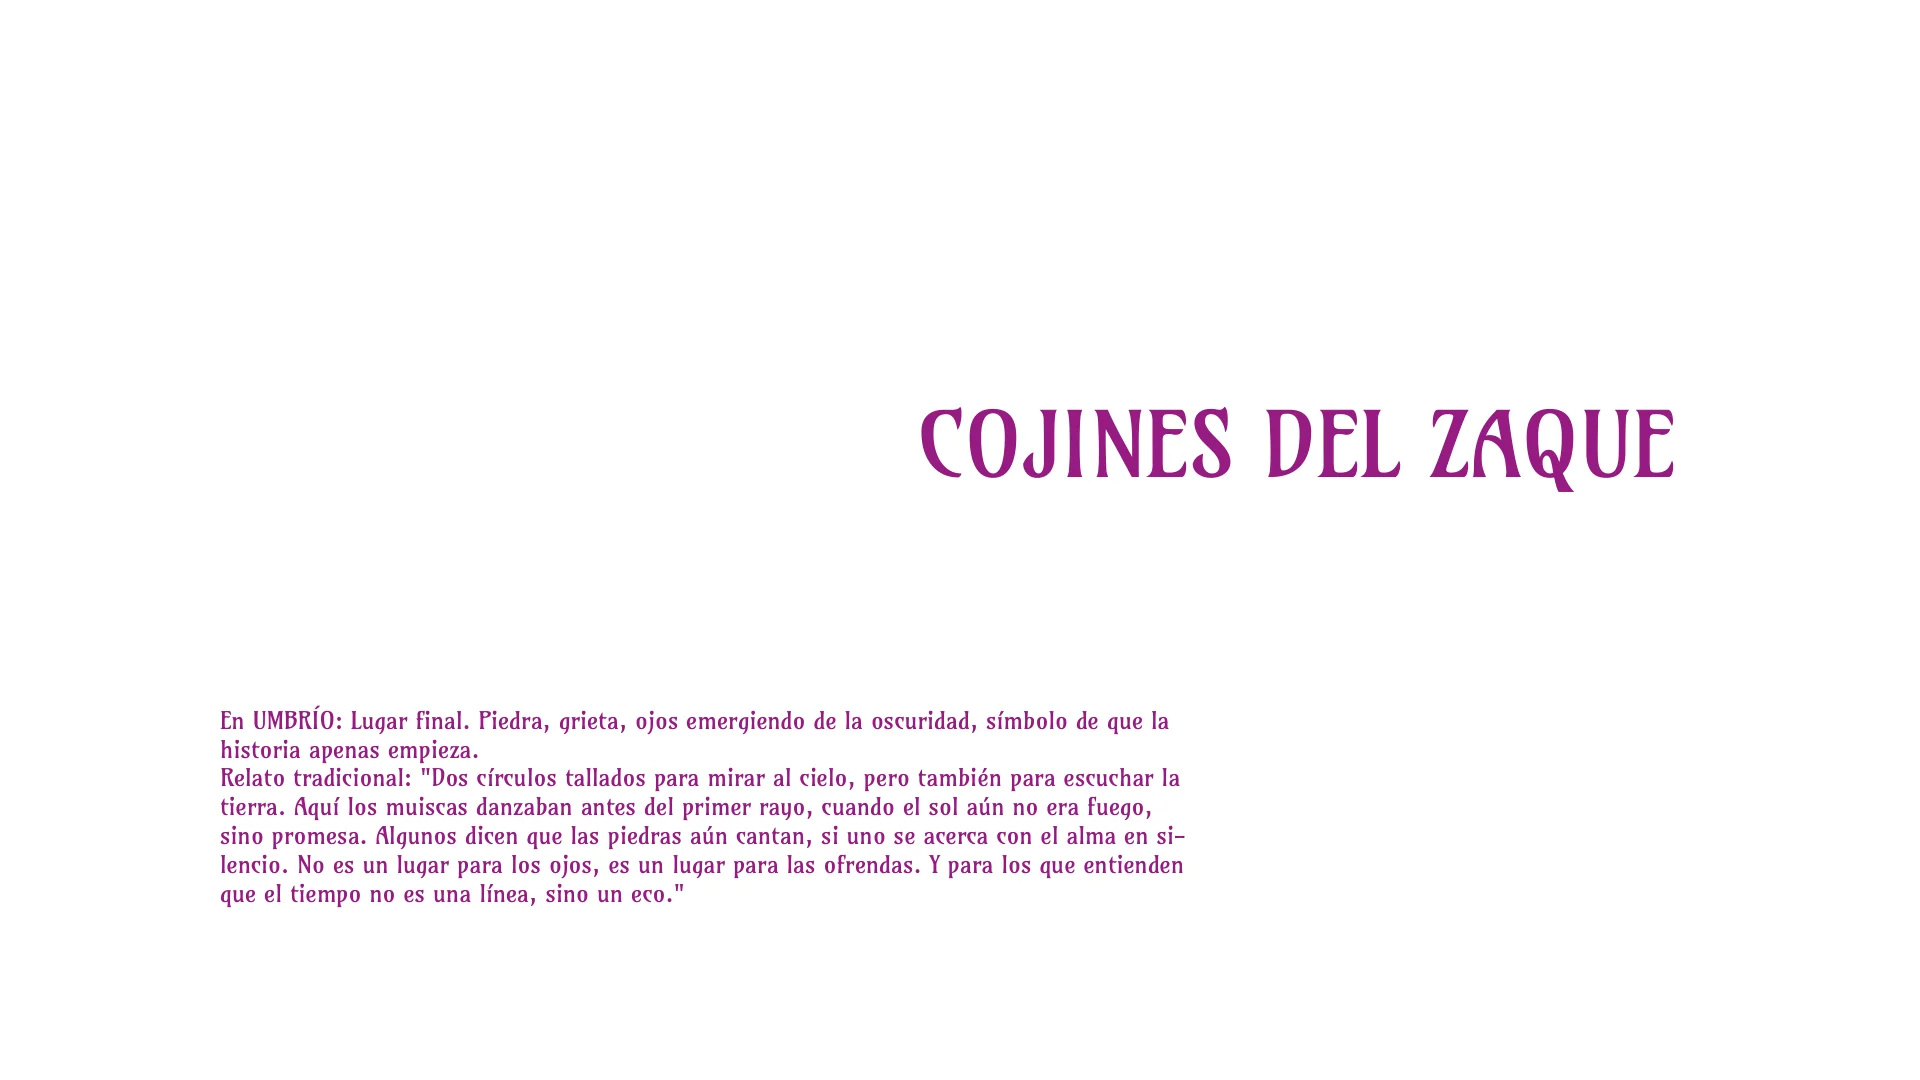 COJINES DEL ZAQUE
En UMBRÍO: Lugar final. Piedra, grieta, ojos emergiendo de la oscuridad, símbolo de que la
historia apenas empieza.
Relato tradicional: "Dos círculos tallados para mirar al cielo, pero también para escuchar la
tierra. Aquí los muiscas danzaban antes del primer rayo, cuando el sol aún no era fuego,
sino promesa. Algunos dicen que las piedras aún cantan, si uno se acerca con el alma en si-
lencio. No es un lugar para los ojos, es un lugar para las ofrendas. Y para los que entienden
que el tiempo no es una línea, sino un eco."